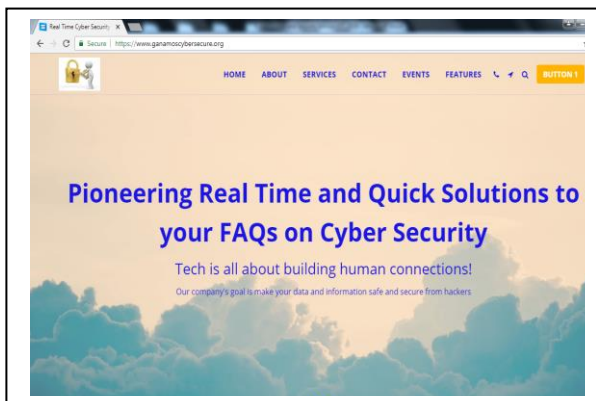 Real Time Cyber Security
Secure | https://www.ganamoscybersecure.org
HOME ABOUT SERVICES CONTACT EVENTS FEATURES BUTTON 1
Pioneering Real Time and Quick Solutions to
your FAQs on Cyber Security
Tech is all about building human connections!
Our company's goal is make your data and information safe and secure from hackers